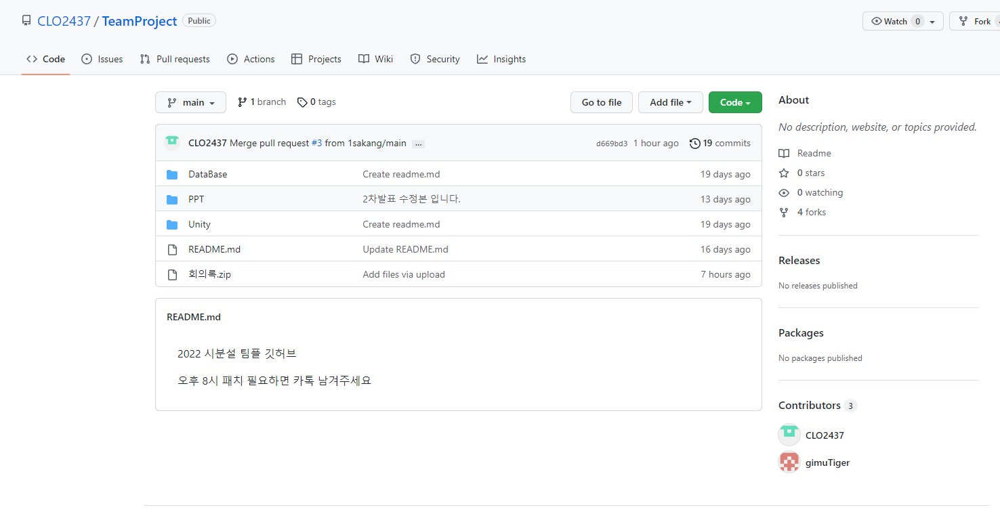 CLO2437 / TeamProject Public
Watch 0
Fork
Code Issues Pull requests Actions Projects Wiki Security Insights
main 1 branch 0 tags Go to file Add file Code
CLO2437 Merge pull request #3 from 1sakang/main ... d669bd3 1 hour ago 19 commits
DataBase Create readme.md 19 days ago
PPT 2차발표 수정본 입니다. 13 days ago
Unity Create readme.md 19 days ago
README.md Update README.md 16 days ago
회의록.zip Add files via upload 7 hours ago
README.md
2022 시분설 팀플 깃허브
오후 8시 패치 필요하면 카톡 남겨주세요
About
No description, website, or topics provided.
Readme
0 stars
0 watching
4 forks
Releases
No releases published
Packages
No packages published
Contributors 3
CLO2437
gimuTiger